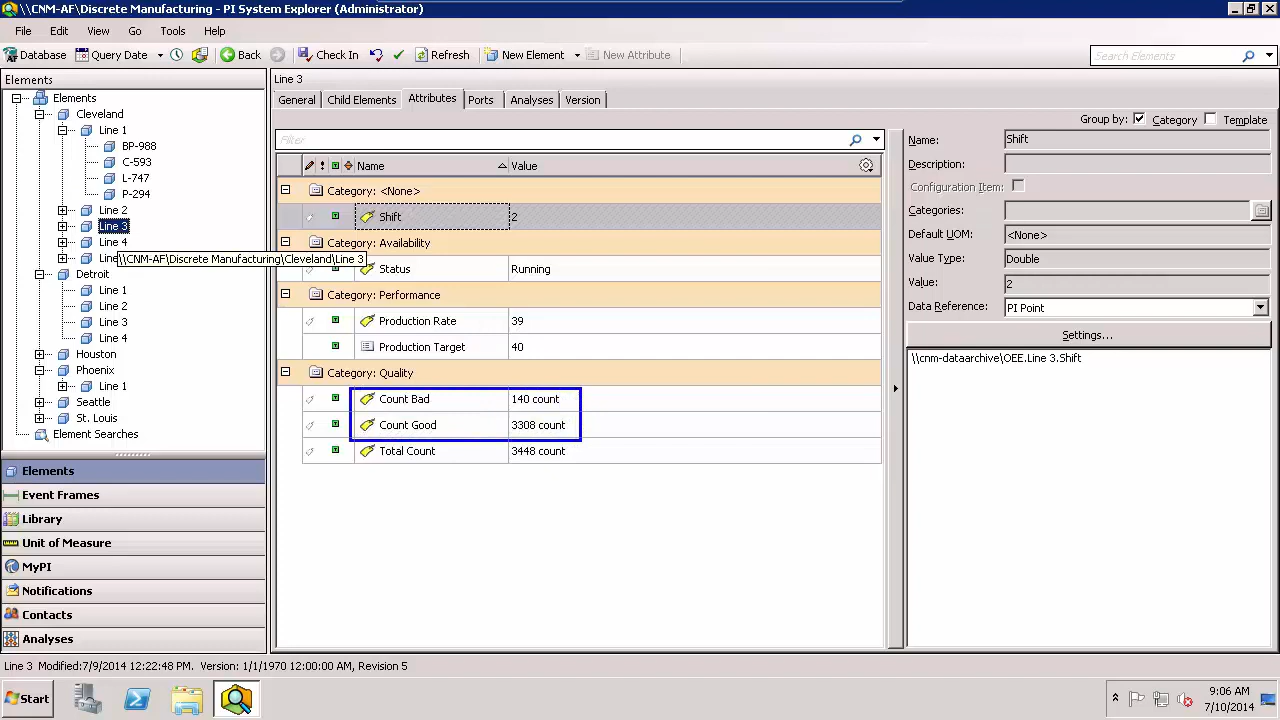 \\CNM-AF\Discrete Manufacturing - PI System Explorer (Administrator)
File Edit View Go Tools Help
Database Query Date Back Check In Refresh New Element New Attribute Search Elements
Elements
Elements
Cleveland
Line 1
BP-988
C-593
L-747
P-294
Line 2
Line 3
Line 4
Line
\\CNM-AF\Discrete Manufacturing\Cleveland\Line 3
Detroit
Line 1
Line 2
Line 3
Line 4
Houston
Phoenix
Line 1
Seattle
St. Louis
Element Searches
Elements
Event Frames
Library
Unit of Measure
MyPI
Notifications
Contacts
Analyses
Line 3
General Child Elements Attributes Ports Analyses Version
Group by: Category Template
Filter
Name Value
Category: <None>
Shift 2
Category: Availability
Status Running
Category: Performance
Production Rate 39
Production Target 40
Category: Quality
Count Bad 140 count
Count Good 3308 count
Total Count 3448 count
Name: Shift
Description:
Configuration Item:
Categories:
Default UOM: <None>
Value Type: Double
Value: 2
Data Reference: PI Point
Settings...
\\cnm-dataarchive\OEE.Line 3.Shift
Line 3 Modified:7/9/2014 12:22:48 PM. Version: 1/1/1970 12:00:00 AM, Revision 5
Start
9:06 AM
7/10/2014